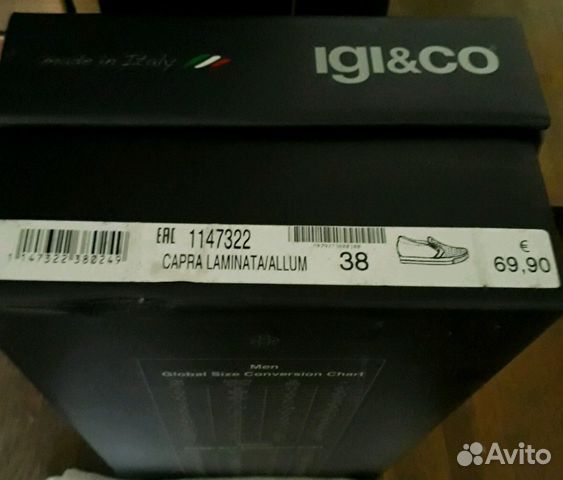 made in Italy
IGI&CO
EAC 1147322
CAPRA LAMINATA/ALLUM
38
€
69,90
1147322380249
Men
Global Size Conversion Chart
Avito